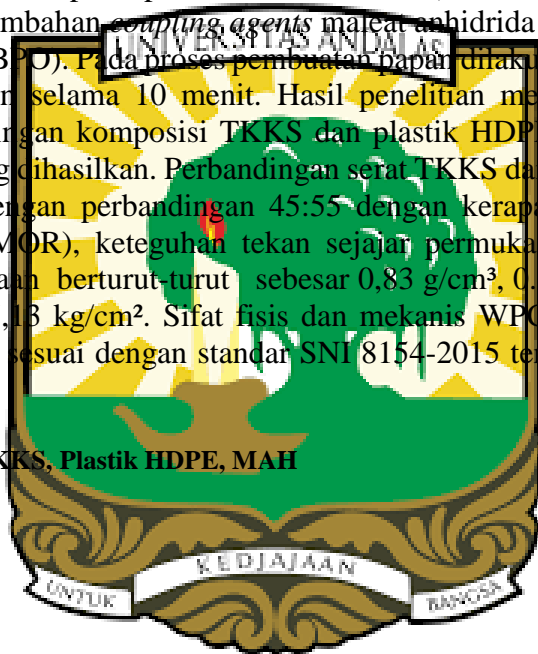 mbahan coupling agents maleat anhidrida
UNIVERSITAS ANDALAS
BPO). Pada proses pembuatan papan dilaku
n selama 10 menit. Hasil penelitian me
ngan komposisi TKKS dan plastik HDPE
g dihasilkan. Perbandingan serat TKKS da
engan perbandingan 45:55 dengan kerapa
MOR), keteguhan tekan sejajar permuka
aan berturut-turut sebesar 0,83 g/cm³, 0.
,13 kg/cm². Sifat fisis dan mekanis WPC
sesuai dengan standar SNI 8154-2015 ter
KKS, Plastik HDPE, MAH
KEDJAJAAN
UNTUK BANGSA